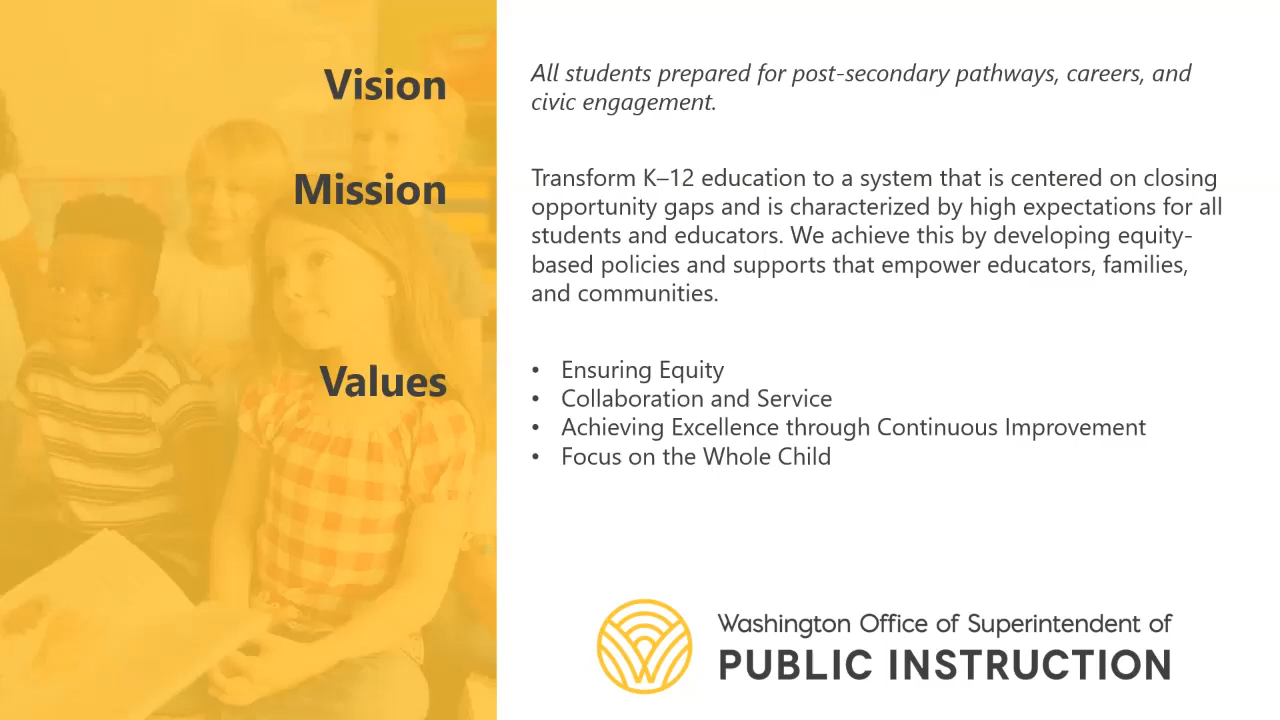 Vision
All students prepared for post-secondary pathways, careers, and
civic engagement.
Mission
Transform K–12 education to a system that is centered on closing
opportunity gaps and is characterized by high expectations for all
students and educators. We achieve this by developing equity-
based policies and supports that empower educators, families,
and communities.
Values
• Ensuring Equity
• Collaboration and Service
• Achieving Excellence through Continuous Improvement
• Focus on the Whole Child
Washington Office of Superintendent of
PUBLIC INSTRUCTION